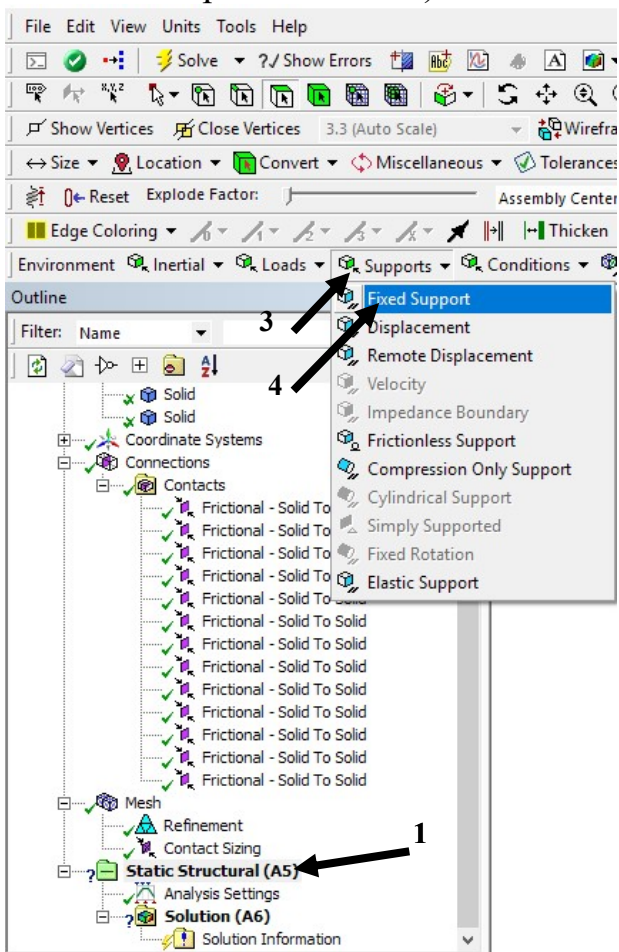 File Edit View Units Tools Help
Solve ?✓ Show Errors
Show Vertices Close Vertices 3.3 (Auto Scale) Wirefra
Size Location Convert Miscellaneous Tolerances
Reset Explode Factor: Assembly Center
Edge Coloring Thicken
Environment Inertial Loads Supports Conditions
Outline
Fixed Support
Filter: Name
3
Displacement
Remote Displacement
4
Velocity
Impedance Boundary
Frictionless Support
Compression Only Support
Cylindrical Support
Simply Supported
Fixed Rotation
Elastic Support
Solid
Solid
Coordinate Systems
Connections
Contacts
Frictional - Solid To
Frictional - Solid To
Frictional - Solid To
Frictional - Solid To
Frictional - Solid To Solid
Frictional - Solid To Solid
Frictional - Solid To Solid
Frictional - Solid To Solid
Frictional - Solid To Solid
Frictional - Solid To Solid
Frictional - Solid To Solid
Frictional - Solid To Solid
Frictional - Solid To Solid
Mesh
Refinement
Contact Sizing
1
Static Structural (A5)
Analysis Settings
Solution (A6)
Solution Information